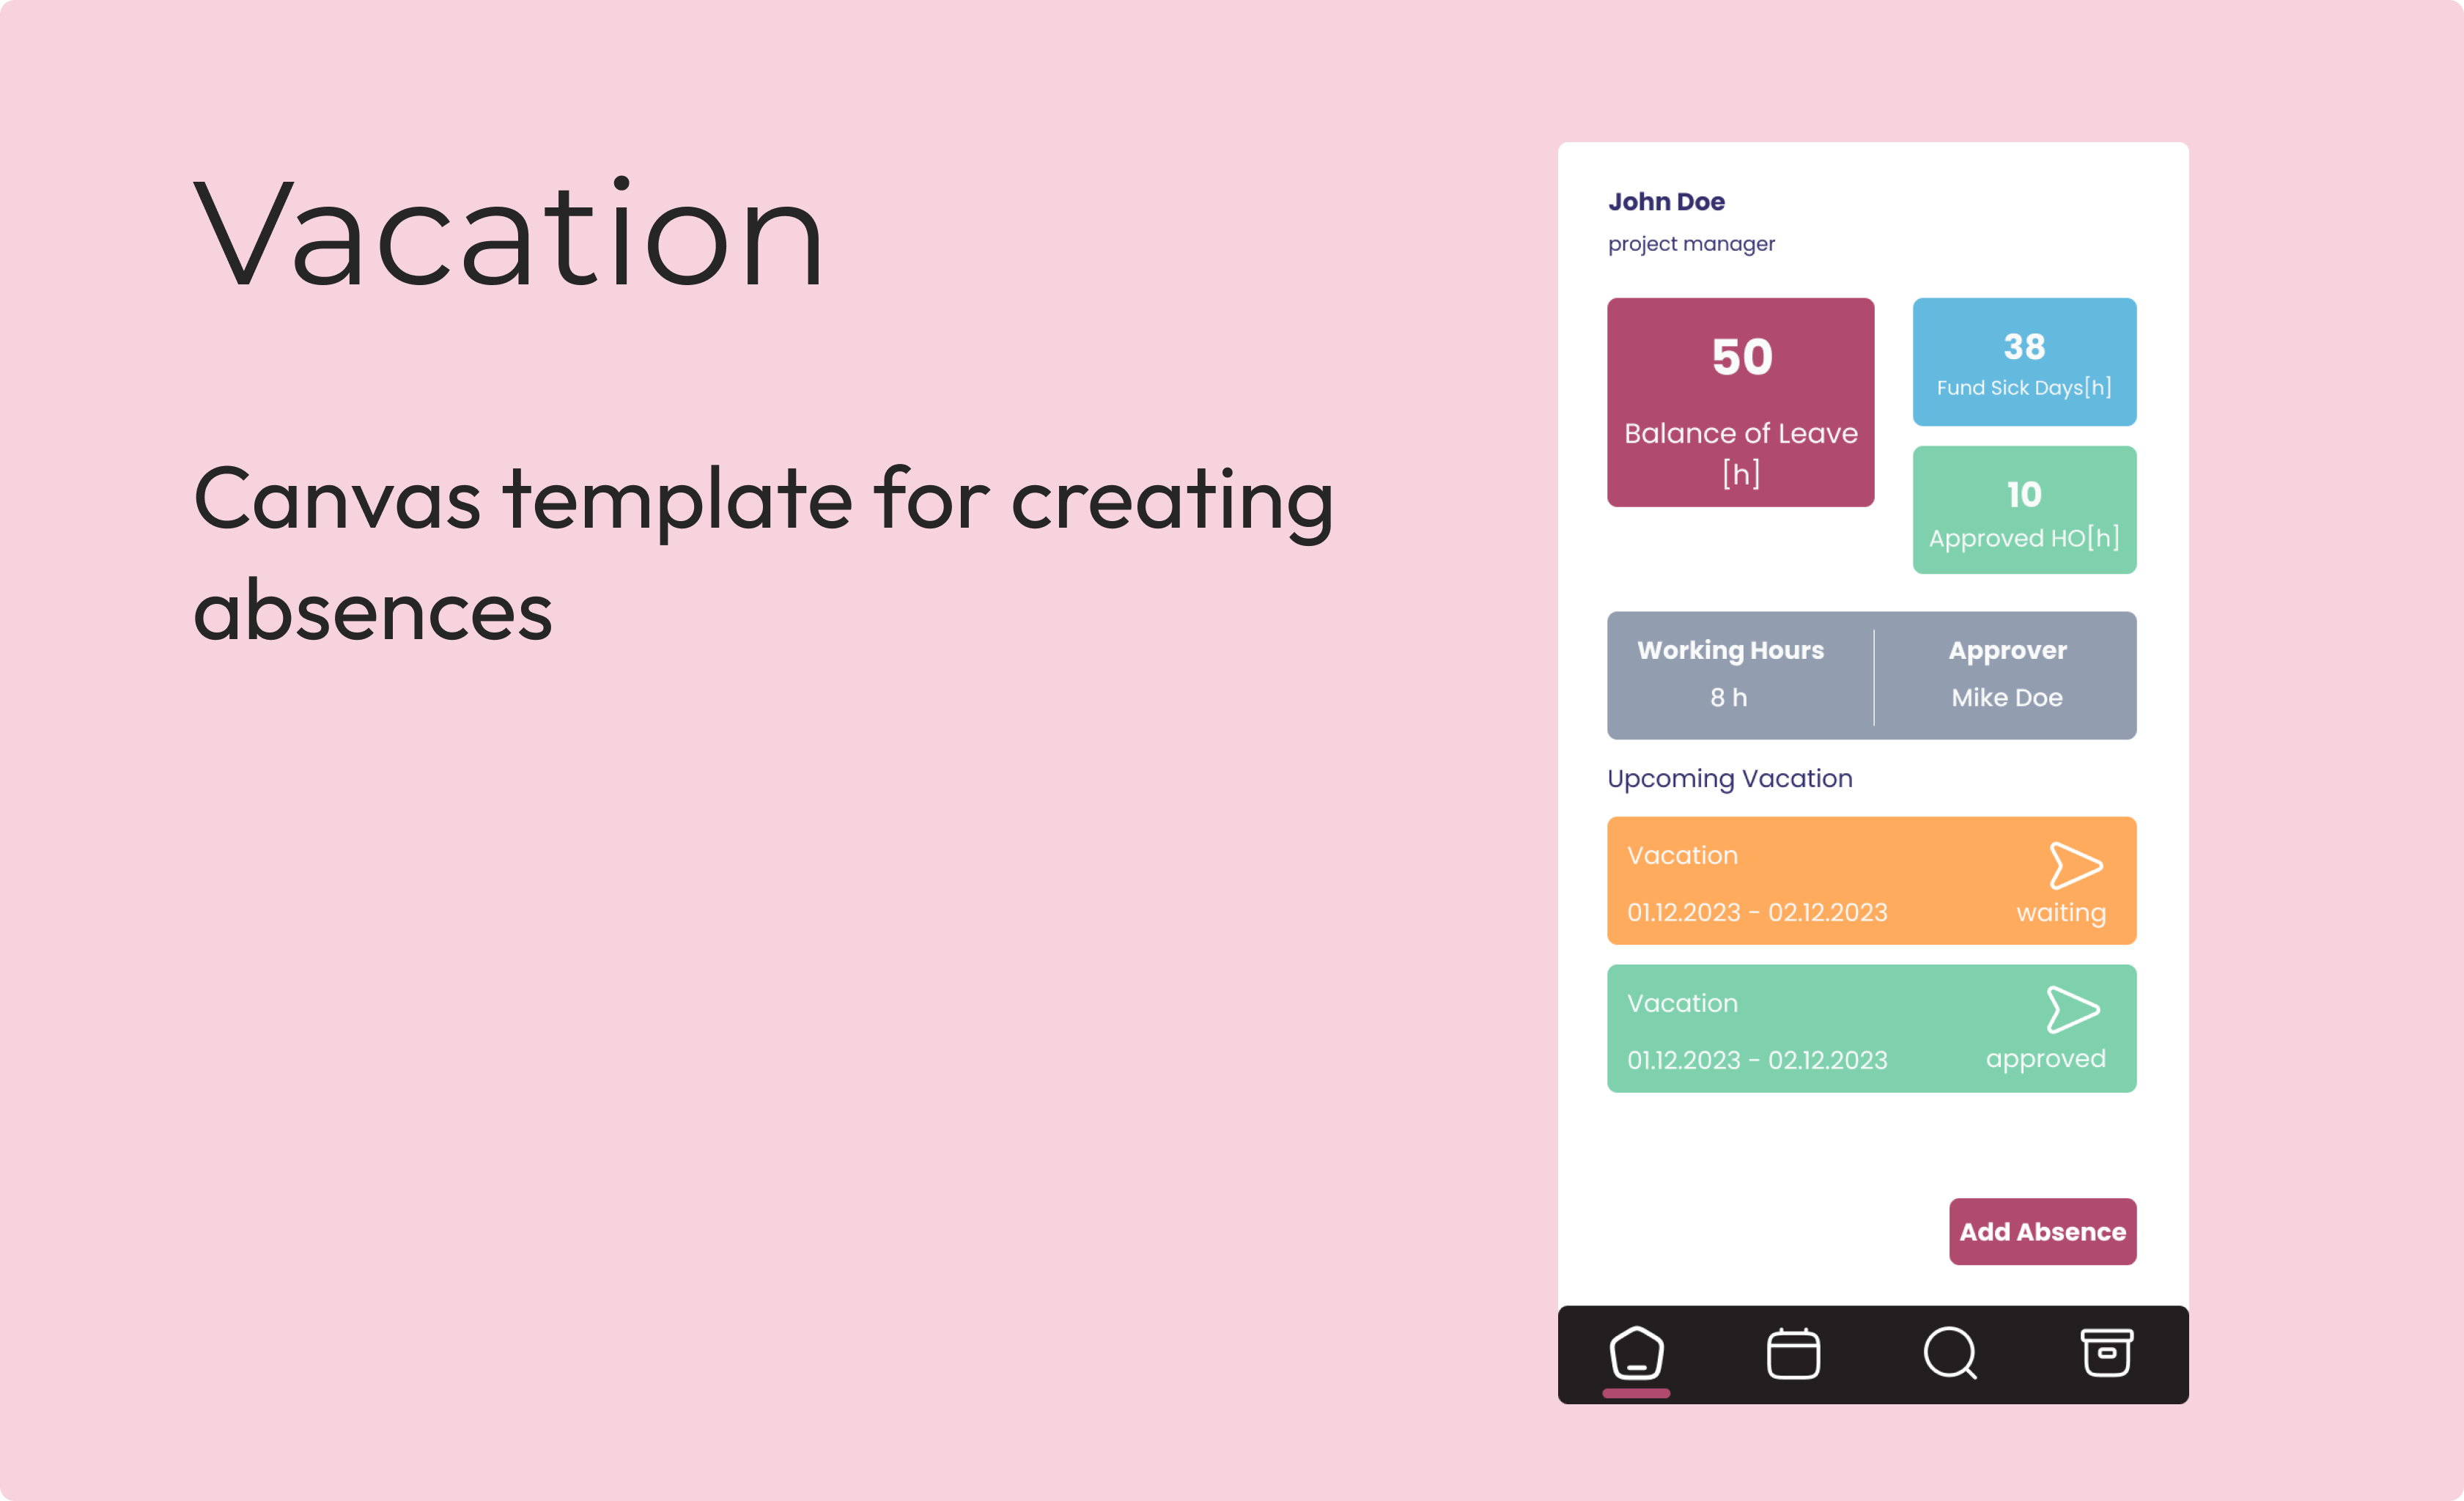 Vacation
Canvas template for creating
absences
John Doe
project manager
50
Balance of Leave
[h]
38
Fund Sick Days[h]
10
Approved HO[h]
Working Hours
8 h
Approver
Mike Doe
Upcoming Vacation
Vacation
01.12.2023 - 02.12.2023
waiting
Vacation
01.12.2023 - 02.12.2023
approved
Add Absence